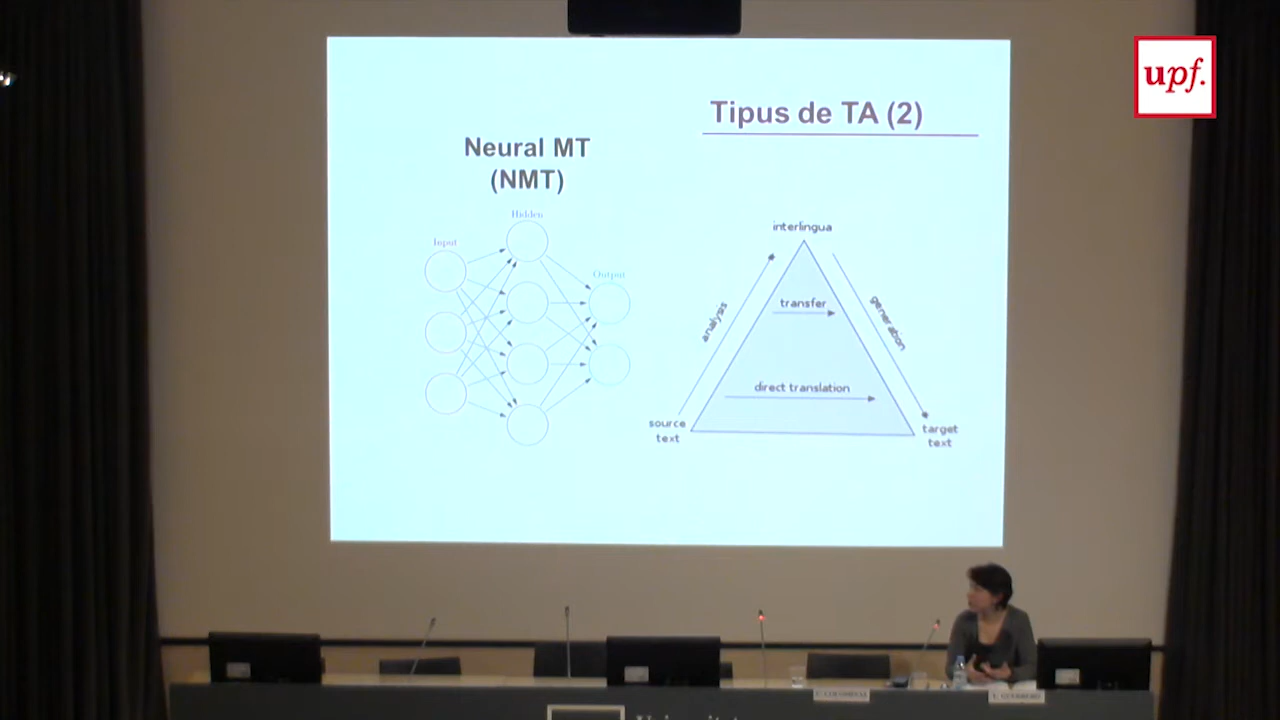 upf.
Tipus de TA (2)
Neural MT
(NMT)
Hidden
Input
Output
interlingua
analysis
transfer
generation
direct translation
source
text
target
text